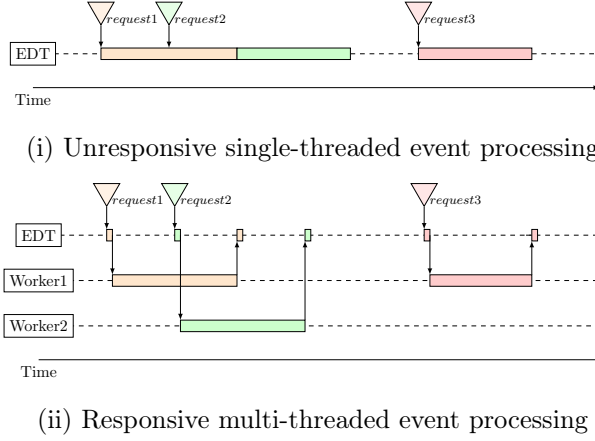 request1
request2
request3
EDT
Time
(i) Unresponsive single-threaded event processing
request1
request2
request3
EDT
Worker1
Worker2
Time
(ii) Responsive multi-threaded event processing